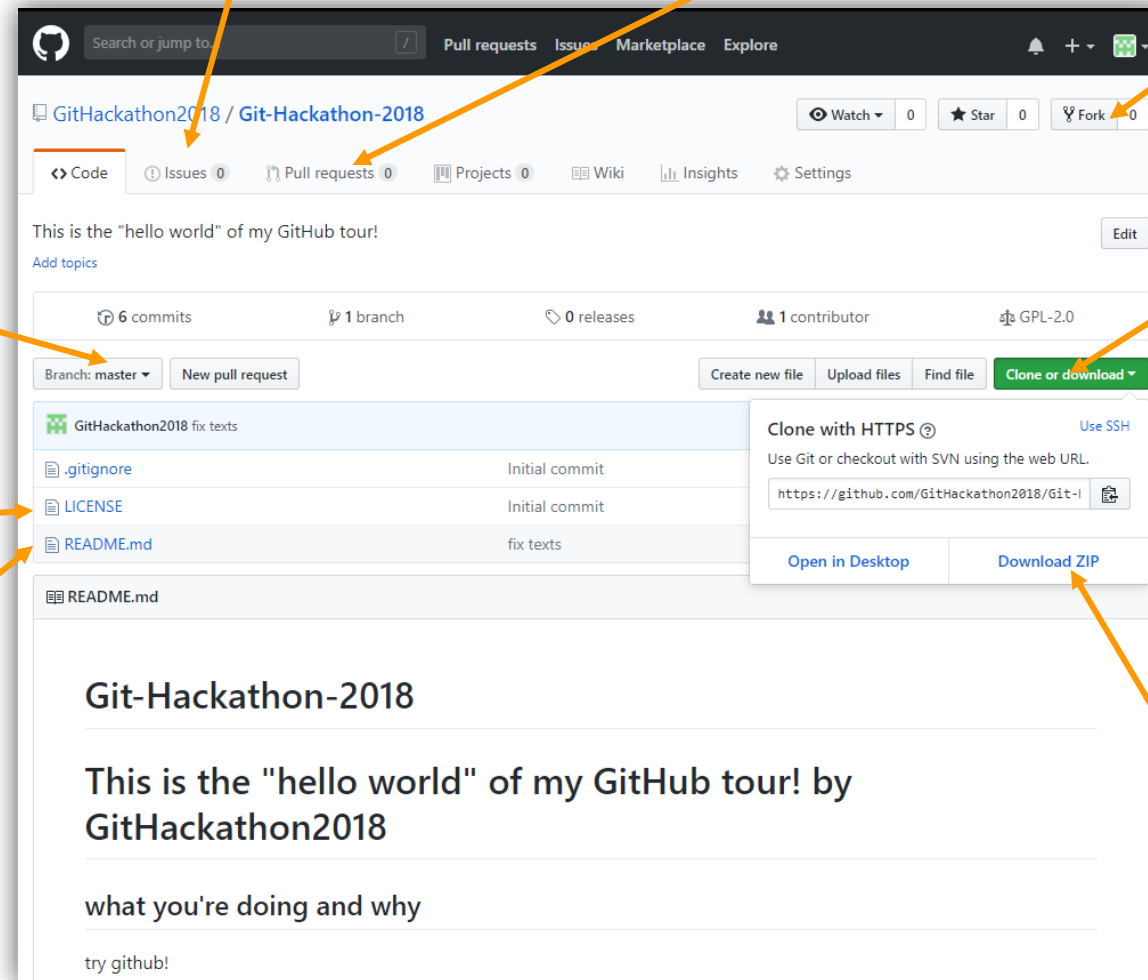 Search or jump to... /
Pull requests Issues Marketplace Explore
GitHackathon2018 / Git-Hackathon-2018
Watch 0 Star 0 Fork 0
Code Issues 0 Pull requests 0 Projects 0 Wiki Insights Settings
This is the "hello world" of my GitHub tour! Edit
Add topics
6 commits 1 branch 0 releases 1 contributor GPL-2.0
Branch: master New pull request Create new file Upload files Find file Clone or download
GitHackathon2018 fix texts
.gitignore Initial commit
LICENSE Initial commit
README.md fix texts
Clone with HTTPS ? Use SSH
Use Git or checkout with SVN using the web URL.
https://github.com/GitHackathon2018/Git-
Open in Desktop Download ZIP
README.md
Git-Hackathon-2018
This is the "hello world" of my GitHub tour! by
GitHackathon2018
what you're doing and why
try github!